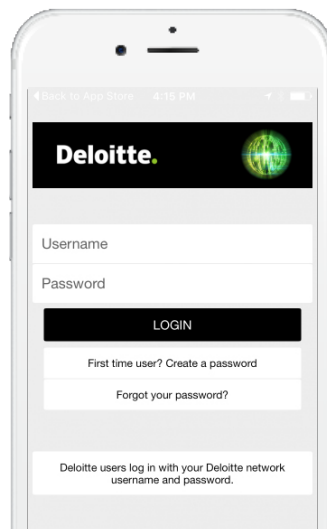 Back to App Store 4:15 PM
Deloitte.
Username
Password
LOGIN
First time user? Create a password
Forgot your password?
Deloitte users log in with your Deloitte network
username and password.